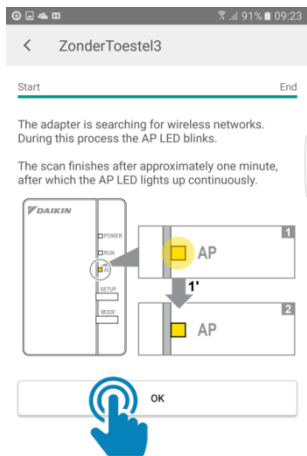 91% 09:23
ZonderToestel3
Start End
The adapter is searching for wireless networks.
During this process the AP LED blinks.
The scan finishes after approximately one minute,
after which the AP LED lights up continuously.
DAIKIN
POWER
RUN
AP
SETUP
MODE
1
AP
1'
2
AP
OK